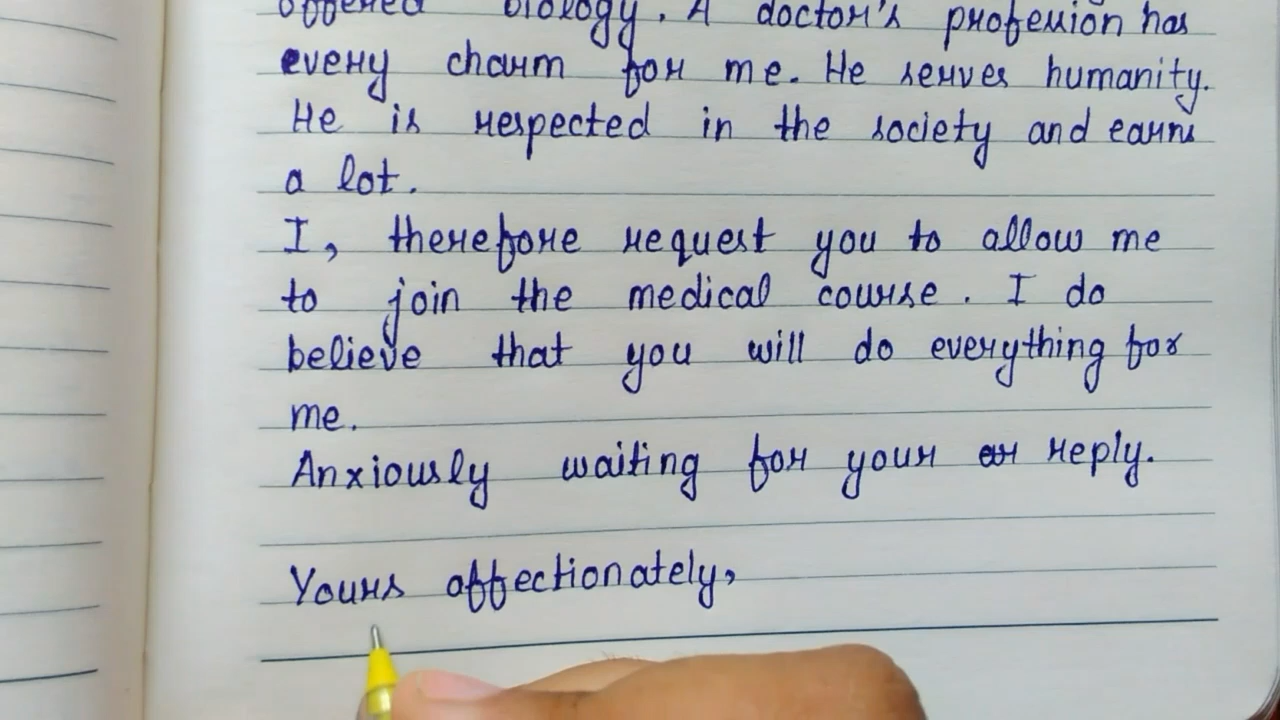 offered biology. A doctor's profession has
every charm for me. He serves humanity.
He is respected in the society and earns
a lot.
I, therefore request you to allow me
to join the medical course. I do
believe that you will do everything for
me.
Anxiously waiting for your reply.
Yours affectionately,